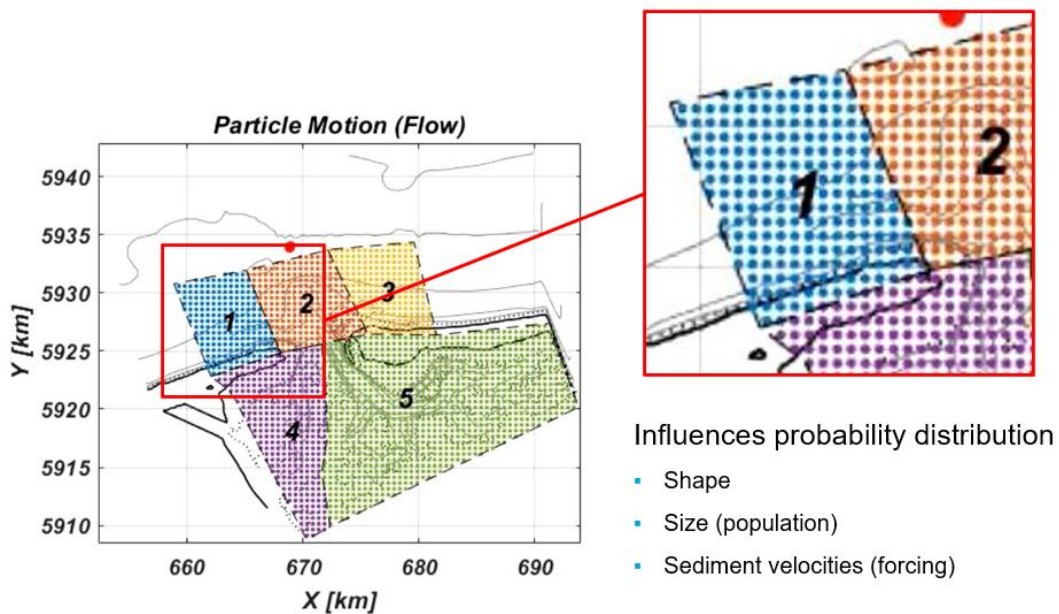 Particle Motion (Flow)
5940
5935
5930
5925
5920
5915
5910
Y [km]
1
2
3
4
5
660
670
680
690
X [km]
1
2
Influences probability distribution
Shape
Size (population)
Sediment velocities (forcing)